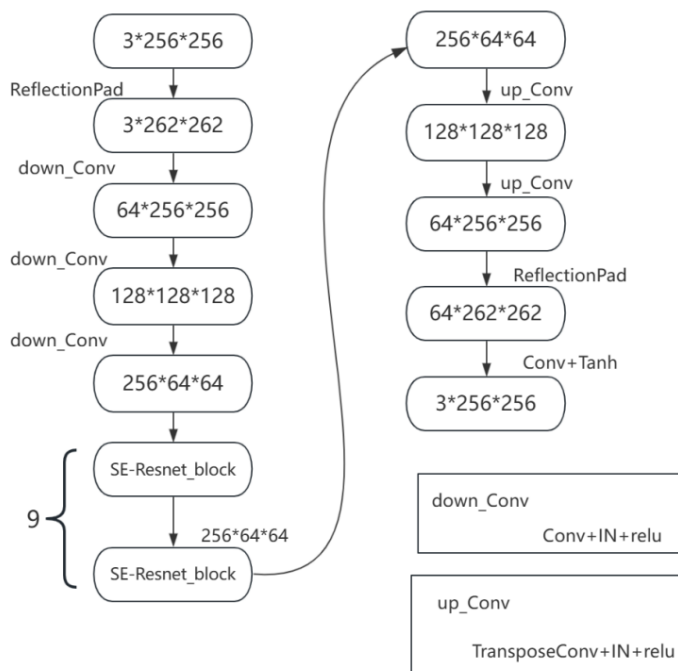 3*256*256
ReflectionPad
3*262*262
down_Conv
64*256*256
down_Conv
128*128*128
down_Conv
256*64*64
SE-Resnet_block
9
256*64*64
SE-Resnet_block
256*64*64
up_Conv
128*128*128
up_Conv
64*256*256
ReflectionPad
64*262*262
Conv+Tanh
3*256*256
down_Conv
Conv+IN+relu
up_Conv
TransposeConv+IN+relu